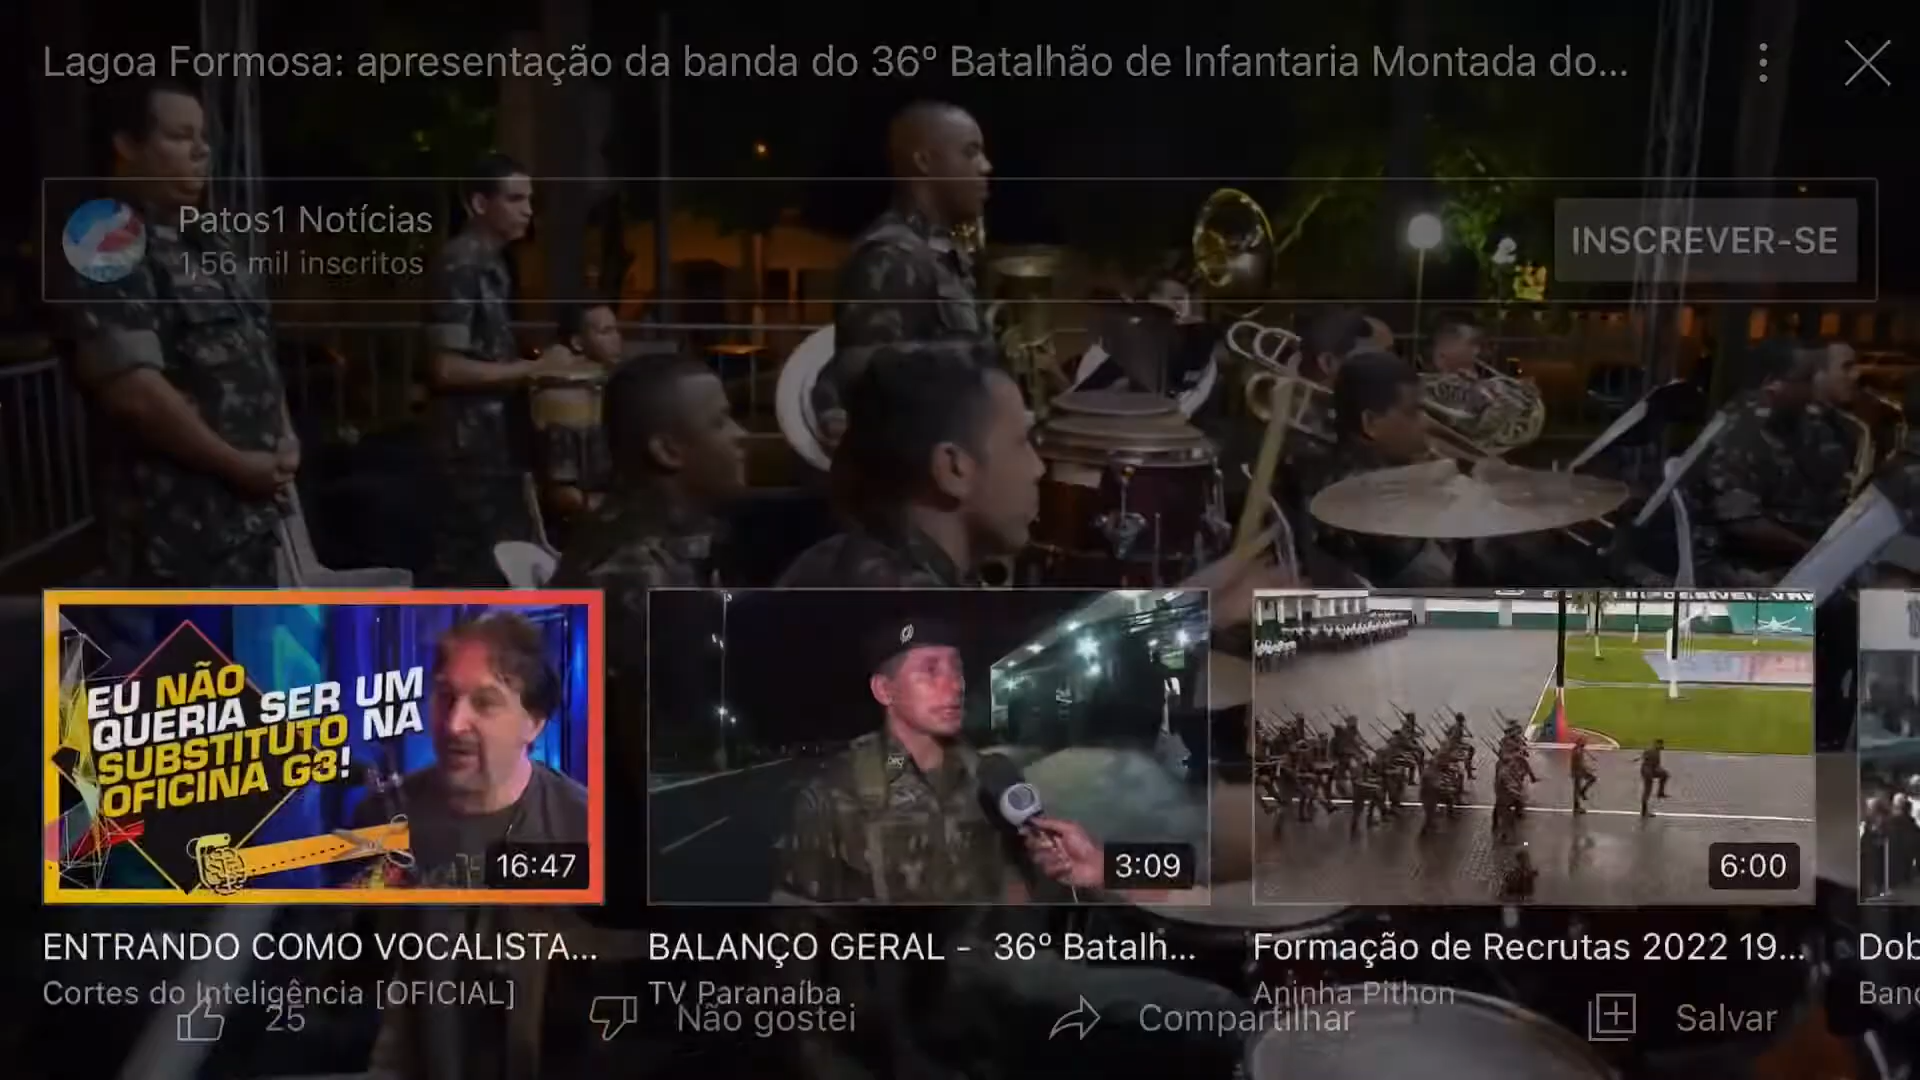 Lagoa Formosa: apresentação da banda do 36º Batalhão de Infantaria Montada do...
Patos1 Notícias
1,56 mil inscritos
INSCREVER-SE
EU NÃO
QUERIA SER UM
SUBSTITUTO NA
OFICINA G3!
16:47
3:09
6:00
ENTRANDO COMO VOCALISTA...
Cortes do Inteligência [OFICIAL]
BALANÇO GERAL - 36º Batalh...
TV Paranaíba
Formação de Recrutas 2022 19...
Aninha Pithon
Dob
Band
25
Não gostei
Compartilhar
Salvar